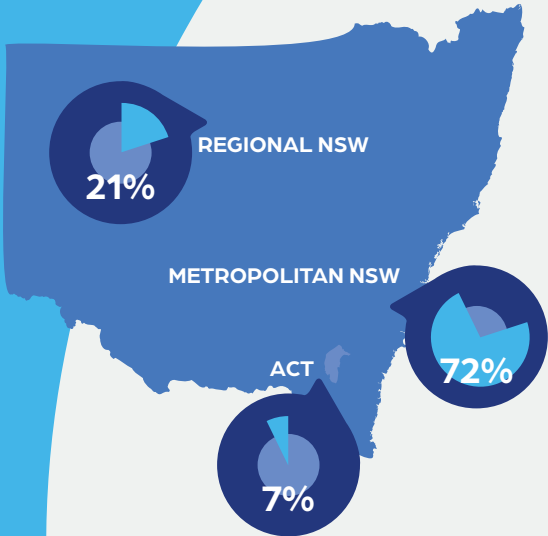 REGIONAL NSW
21%
METROPOLITAN NSW
72%
ACT
7%